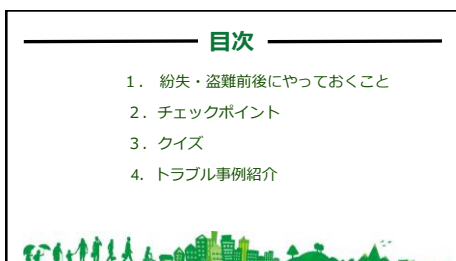 目次
１． 紛失・盗難前後にやっておくこと
２．チェックポイント
３．クイズ
4. トラブル事例紹介